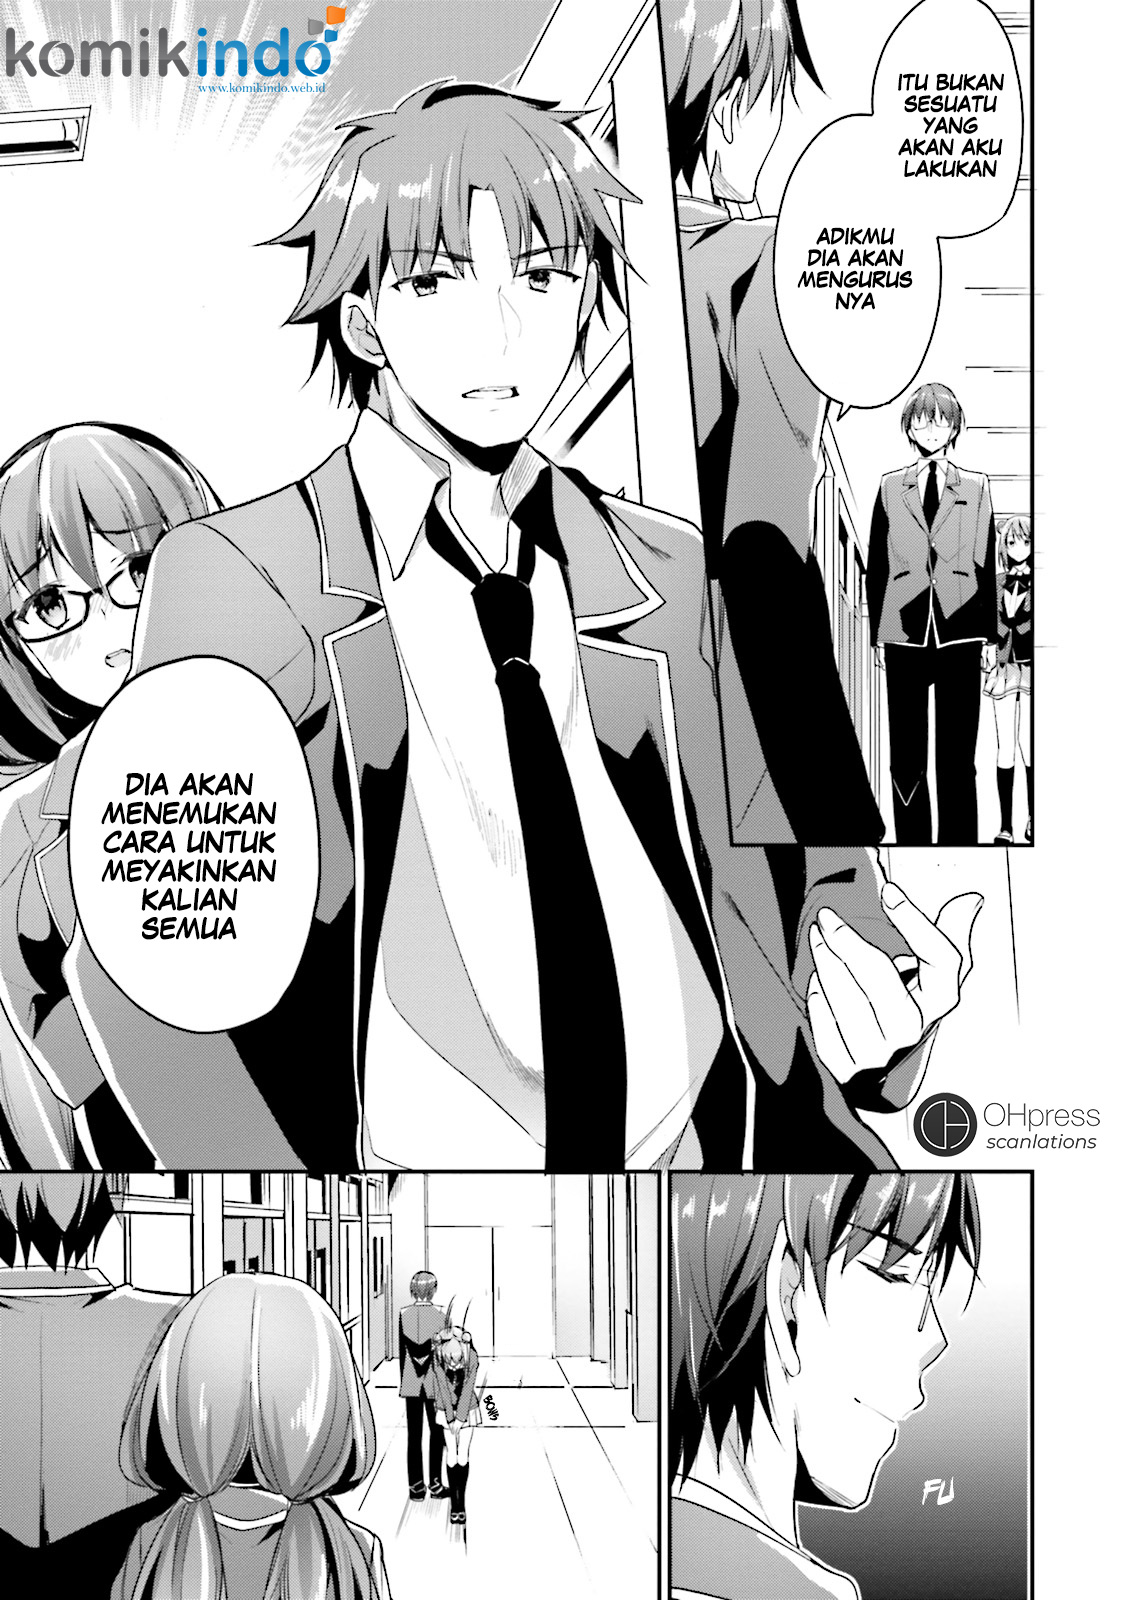 komikindo
www.komikindo.web.id
ITU BUKAN
SESUATU
YANG
AKAN AKU
LAKUKAN
ADIKMU
DIA AKAN
MENGURUS
NYA
DIA AKAN
MENEMUKAN
CARA UNTUK
MEYAKINKAN
KALIAN
SEMUA
OHpress
scanlations
FU
BOWS